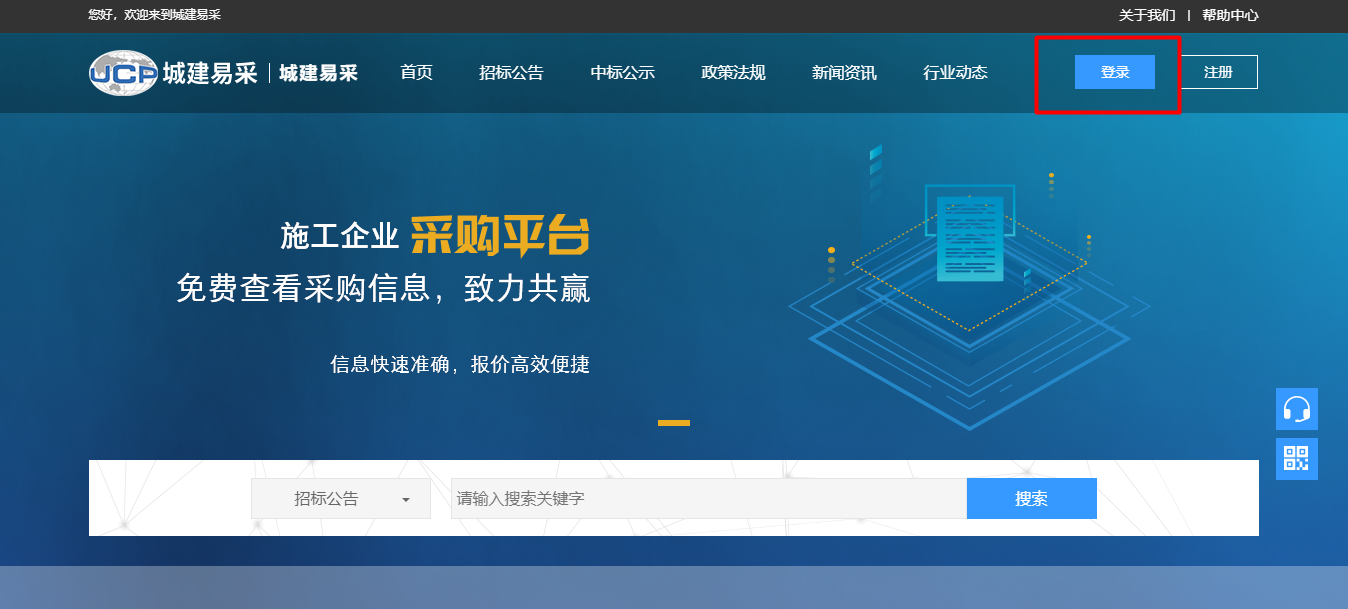 您好，欢迎来到城建易采
关于我们 | 帮助中心
UCP 城建易采 | 城建易采 首页 招标公告 中标公示 政策法规 新闻资讯 行业动态 登录 注册
施工企业 采购平台
免费查看采购信息，致力共赢
信息快速准确，报价高效便捷
招标公告 请输入搜索关键字 搜索